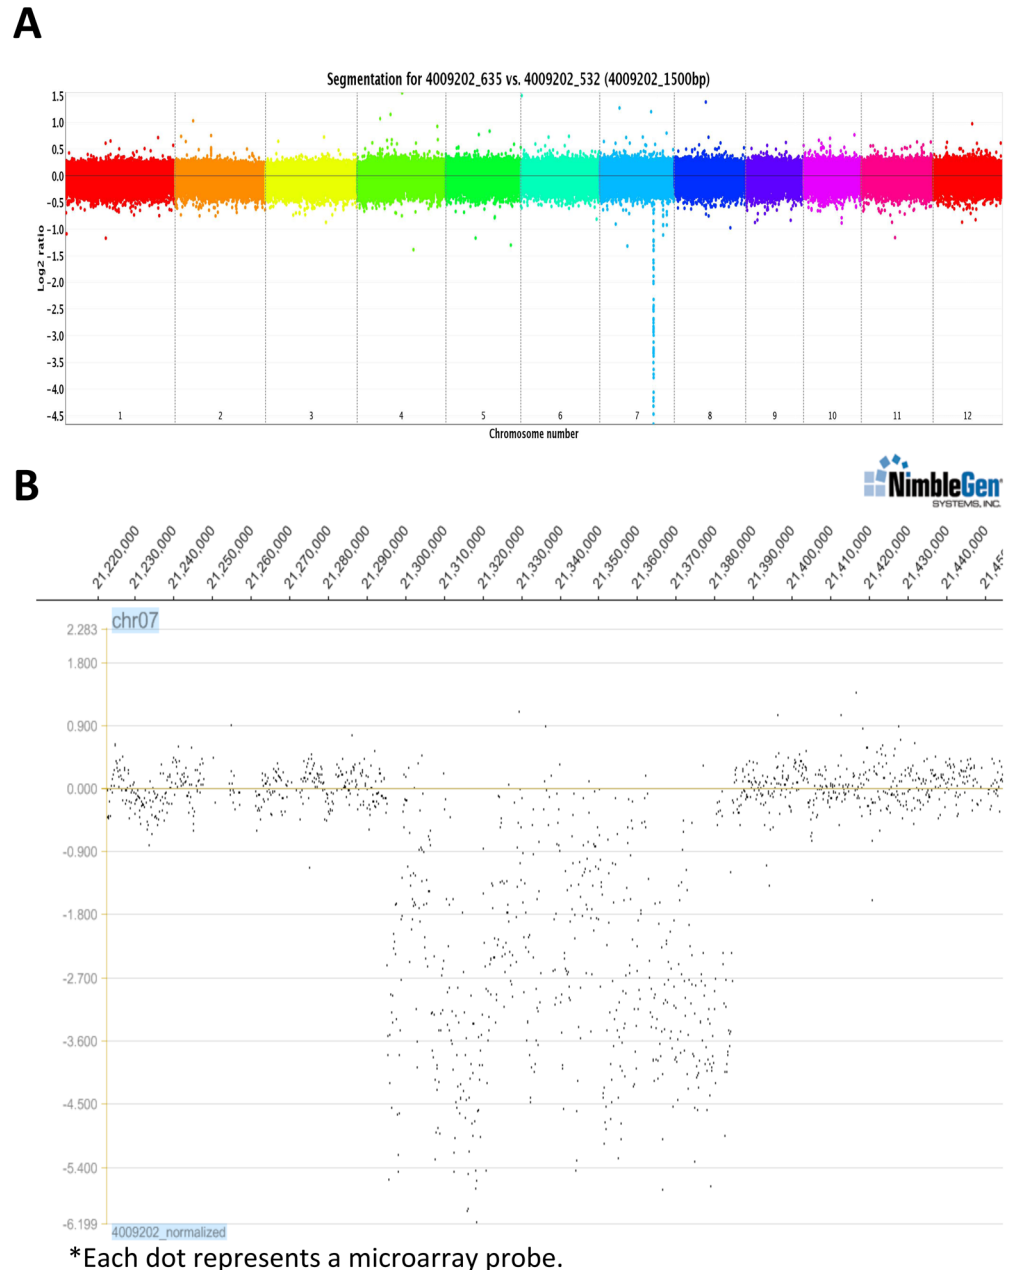 A
Segmentation for 4009202_635 vs. 4009202_532 (4009202_1500bp)
1.5
1.0
0.5
0.0
−0.5
−1.0
−1.5
−2.0
−2.5
−3.0
−3.5
−4.0
−4.5
Log2 ratio
1 2 3 4 5 6 7 8 9 10 11 12
Chromosome number
B
NimbleGen
SYSTEMS, INC.
21,220,000 21,230,000 21,240,000 21,250,000 21,260,000 21,270,000 21,280,000 21,290,000 21,300,000 21,310,000 21,320,000 21,330,000 21,340,000 21,350,000 21,360,000 21,370,000 21,380,000 21,390,000 21,400,000 21,410,000 21,420,000 21,430,000 21,440,000 21,45
chr07
2.283
1.800
0.900
0.000
-0.900
-1.800
-2.700
-3.600
-4.500
-5.400
-6.199
4009202_normalized
*Each dot represents a microarray probe.